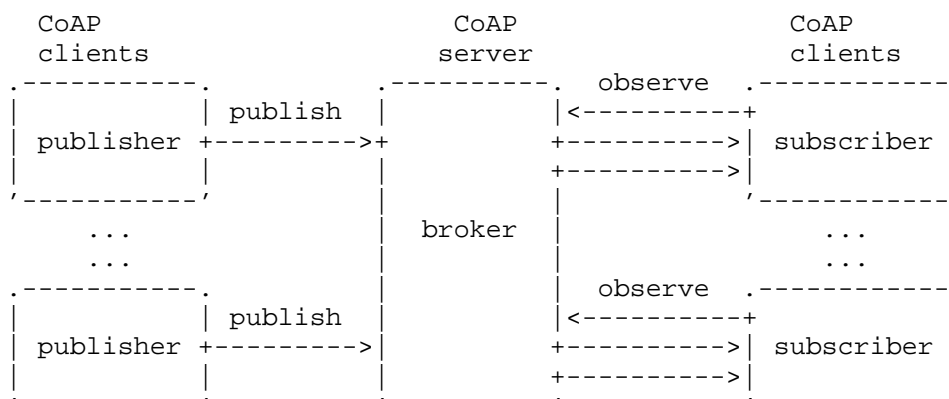 CoAP CoAP CoAP
clients server clients
observe
publish
publisher subscriber
... broker ...
... ...
observe
publish
publisher subscriber